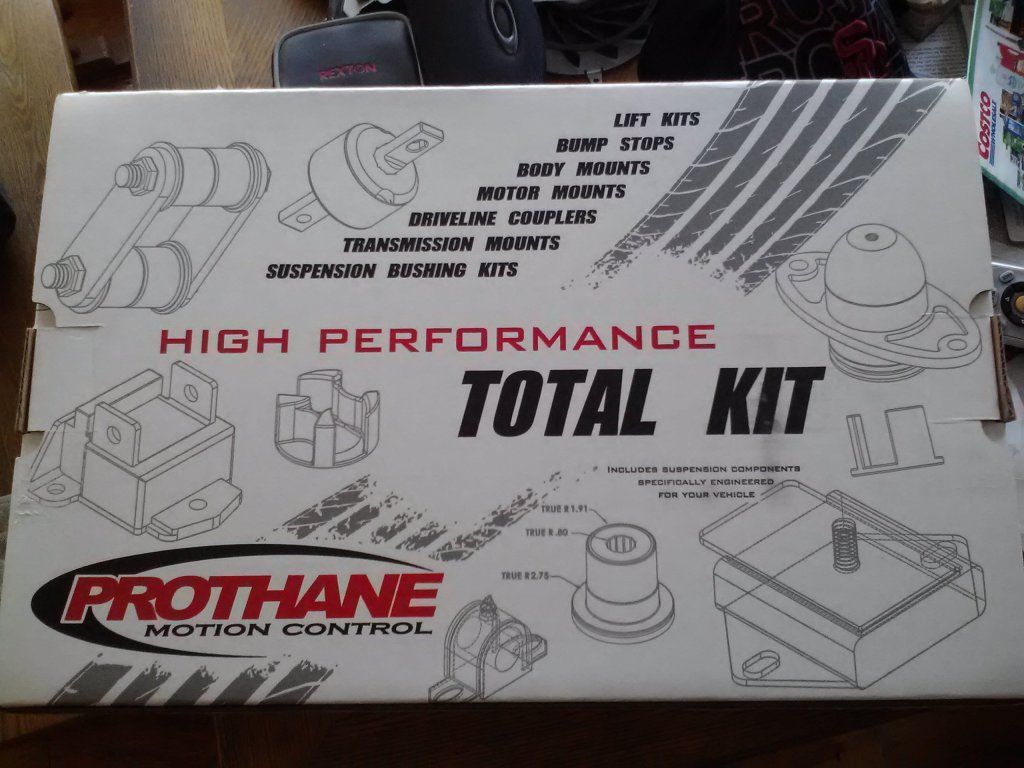 REXTON
COSTCO
LIFT KITS
BUMP STOPS
BODY MOUNTS
MOTOR MOUNTS
DRIVELINE COUPLERS
TRANSMISSION MOUNTS
SUSPENSION BUSHING KITS
HIGH PERFORMANCE
TOTAL KIT
INCLUDES SUSPENSION COMPONENTS
SPECIFICALLY ENGINEERED
FOR YOUR VEHICLE
TRUE R1.91
TRUE R .80
TRUE R2.75
PROTHANE
MOTION CONTROL